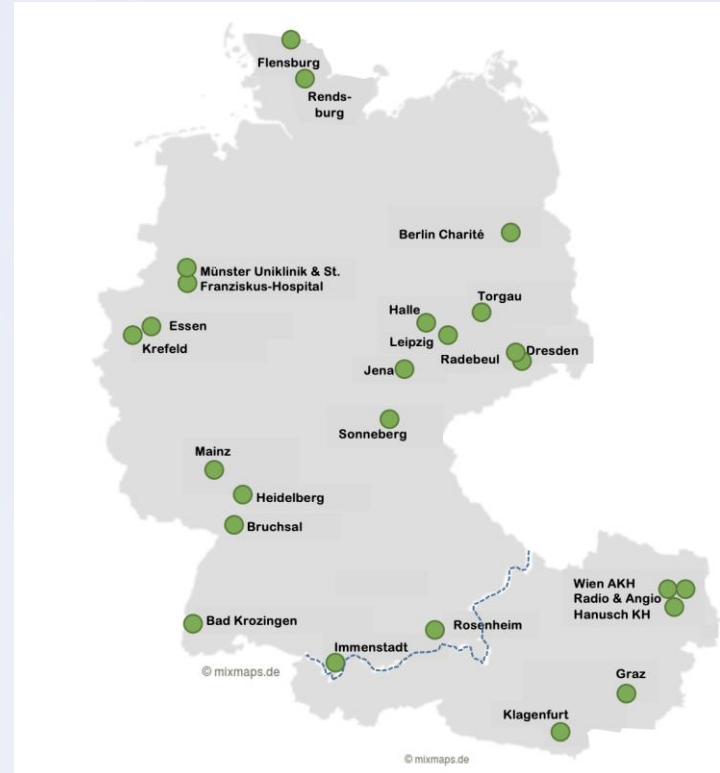 Flensburg
Rends-
burg
Berlin Charité
Münster Uniklinik & St.
Franziskus-Hospital
Torgau
Halle
Essen
Leipzig
Krefeld
Radebeul
Dresden
Jena
Sonneberg
Mainz
Heidelberg
Bruchsal
Wien AKH
Radio & Angio
Hanusch KH
Bad Krozingen
Rosenheim
Immenstadt
© mixmaps.de
Graz
Klagenfurt
© mixmaps.de